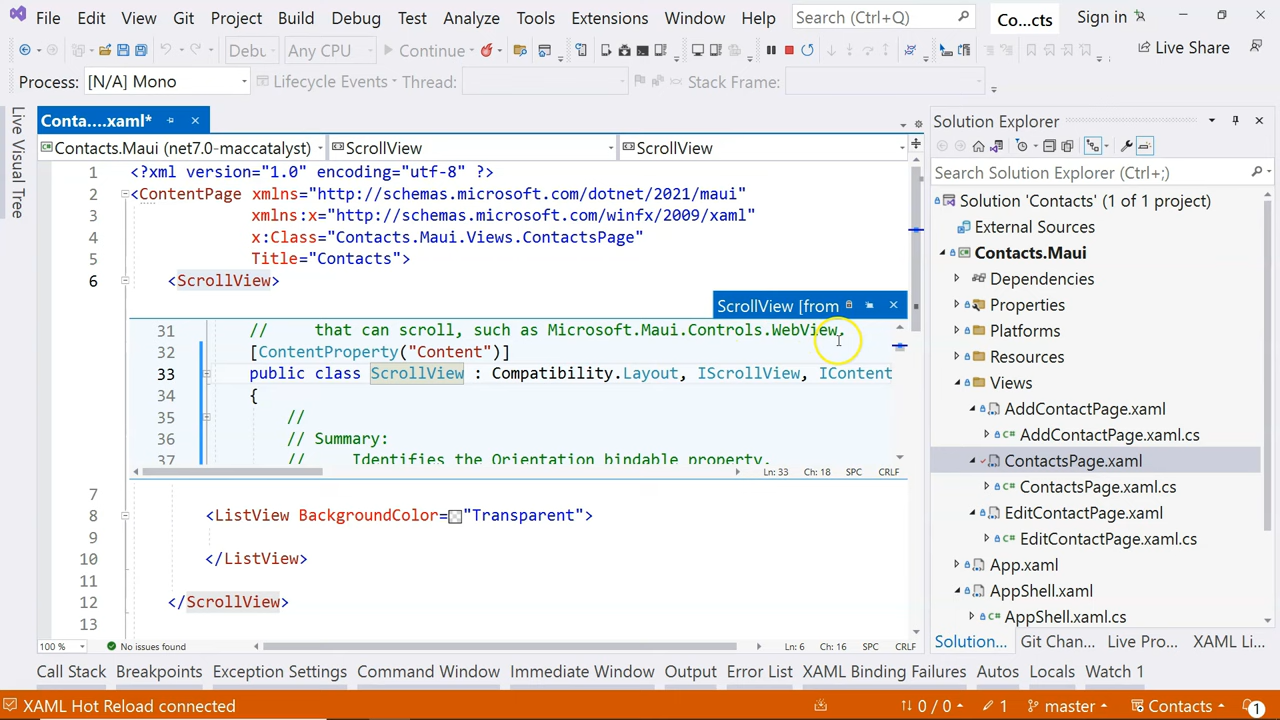 File Edit View Git Project Build Debug Test Analyze Tools Extensions Window Help Search (Ctrl+Q) Co...cts Sign in
Debu Any CPU Continue Live Share
Process: [N/A] Mono Lifecycle Events Thread: Stack Frame:
Live Visual Tree
Conta....xaml*
Contacts.Maui (net7.0-maccatalyst) ScrollView ScrollView
1 <?xml version="1.0" encoding="utf-8" ?>
2 <ContentPage xmlns="http://schemas.microsoft.com/dotnet/2021/maui"
3 xmlns:x="http://schemas.microsoft.com/winfx/2009/xaml"
4 x:Class="Contacts.Maui.Views.ContactsPage"
5 Title="Contacts">
6 <ScrollView>
ScrollView [from
31 // that can scroll, such as Microsoft.Maui.Controls.WebView.
32 [ContentProperty("Content")]
33 public class ScrollView : Compatibility.Layout, IScrollView, IContent
34 {
35 //
36 // Summary:
37 // Identifies the Orientation bindable property.
Ln: 33 Ch: 18 SPC CRLF
7
8 <ListView BackgroundColor="Transparent">
9
10 </ListView>
11
12 </ScrollView>
13
100 % No issues found Ln: 6 Ch: 16 SPC CRLF
Solution Explorer
Search Solution Explorer (Ctrl+;)
Solution 'Contacts' (1 of 1 project)
External Sources
Contacts.Maui
Dependencies
Properties
Platforms
Resources
Views
AddContactPage.xaml
C# AddContactPage.xaml.cs
ContactsPage.xaml
C# ContactsPage.xaml.cs
EditContactPage.xaml
C# EditContactPage.xaml.cs
App.xaml
AppShell.xaml
C# AppShell.xaml.cs
Solution... Git Chan... Live Pro... XAML Li...
Call Stack Breakpoints Exception Settings Command Window Immediate Window Output Error List XAML Binding Failures Autos Locals Watch 1
XAML Hot Reload connected 0 / 0 1 master Contacts 1